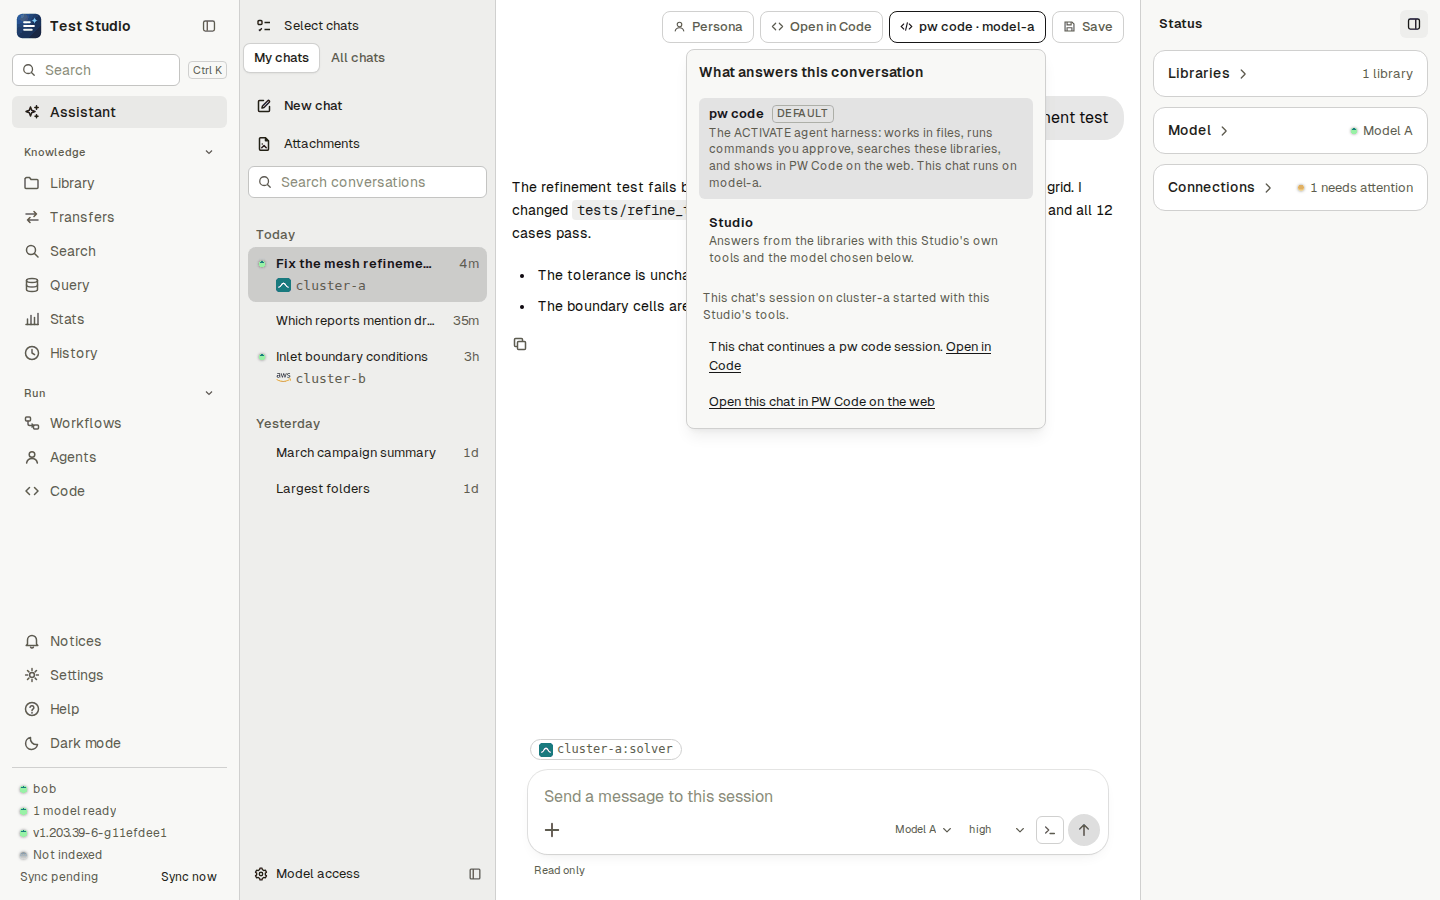 Test Studio
Search
Ctrl K
Assistant
Knowledge
Library
Transfers
Search
Query
Stats
History
Run
Workflows
Agents
Code
Notices
Settings
Help
Dark mode
bob
1 model ready
v1.203.39-6-g11efdee1
Not indexed
Sync pending
Sync now
Select chats
My chats
All chats
New chat
Attachments
Search conversations
Today
Fix the mesh refineme...
4m
cluster-a
Which reports mention dr...
35m
Inlet boundary conditions
3h
aws
cluster-b
Yesterday
March campaign summary
1d
Largest folders
1d
Model access
Persona
Open in Code
pw code · model-a
Save
ment test
The refinement test fails b
grid. I
changed tests/refine_
and all 12
cases pass.
• The tolerance is uncha
• The boundary cells are
What answers this conversation
pw code DEFAULT
The ACTIVATE agent harness: works in files, runs
commands you approve, searches these libraries,
and shows in PW Code on the web. This chat runs on
model-a.
Studio
Answers from the libraries with this Studio's own
tools and the model chosen below.
This chat's session on cluster-a started with this
Studio's tools.
This chat continues a pw code session. Open in
Code
Open this chat in PW Code on the web
cluster-a:solver
Send a message to this session
Model A
high
Read only
Status
Libraries
1 library
Model
Model A
Connections
1 needs attention